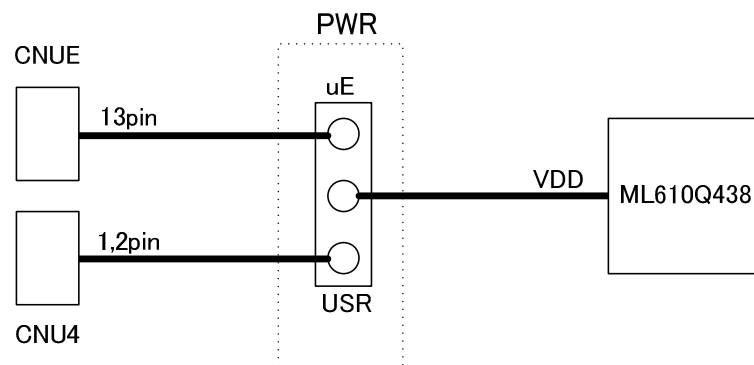 PWR
CNUE
uE
13pin
VDD
ML610Q438
1,2pin
USR
CNU4